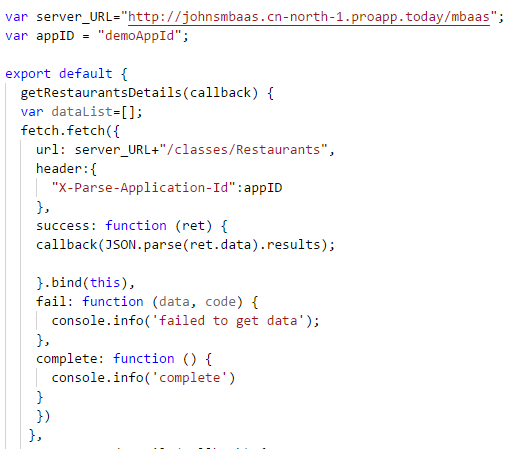 var server_URL="http://johnsmbaas.cn-north-1.proapp.today/mbaas";
var appID = "demoAppId";
export default {
getRestaurantsDetails(callback) {
var dataList=[];
fetch.fetch({
url: server_URL+"/classes/Restaurants",
header:{
"X-Parse-Application-Id":appID
},
success: function (ret) {
callback(JSON.parse(ret.data).results);
}.bind(this),
fail: function (data, code) {
console.info('failed to get data');
},
complete: function () {
console.info('complete')
}
})
},